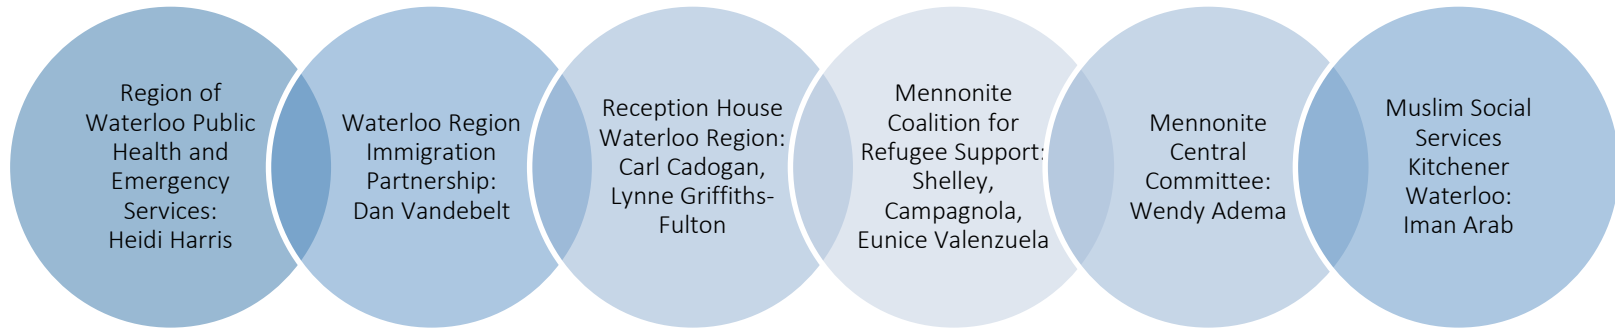 Region of
Waterloo Public
Health and
Emergency
Services:
Heidi Harris
Waterloo Region
Immigration
Partnership:
Dan Vandebelt
Reception House
Waterloo Region:
Carl Cadogan,
Lynne Griffiths-
Fulton
Mennonite
Coalition for
Refugee Support:
Shelley,
Campagnola,
Eunice Valenzuela
Mennonite
Central
Committee:
Wendy Adema
Muslim Social
Services
Kitchener
Waterloo:
Iman Arab